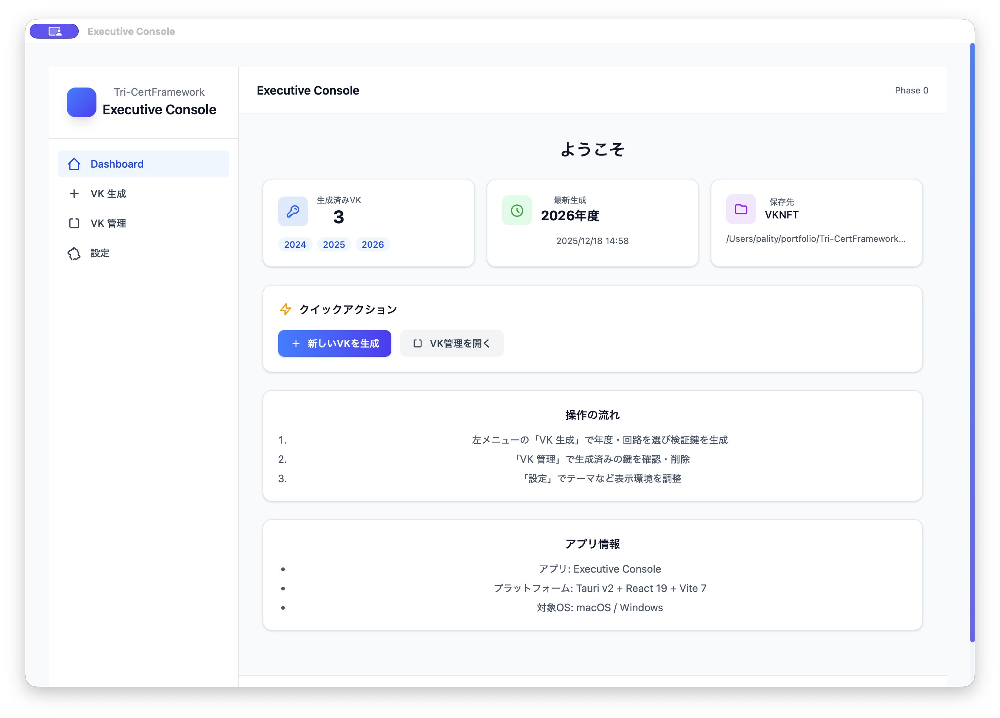 Executive Console
Tri-CertFramework
Executive Console
Dashboard
VK 生成
VK 管理
設定
Executive Console
Phase 0
ようこそ
生成済みVK
3
2024 2025 2026
最新生成
2026年度
2025/12/18 14:58
保存先
VKNFT
/Users/pality/portfolio/Tri-CertFramework...
クイックアクション
新しいVKを生成
VK管理を開く
操作の流れ
1. 左メニューの「VK 生成」で年度・回路を選び検証鍵を生成
2. 「VK 管理」で生成済みの鍵を確認・削除
3. 「設定」でテーマなど表示環境を調整
アプリ情報
• アプリ: Executive Console
• プラットフォーム: Tauri v2 + React 19 + Vite 7
• 対象OS: macOS / Windows